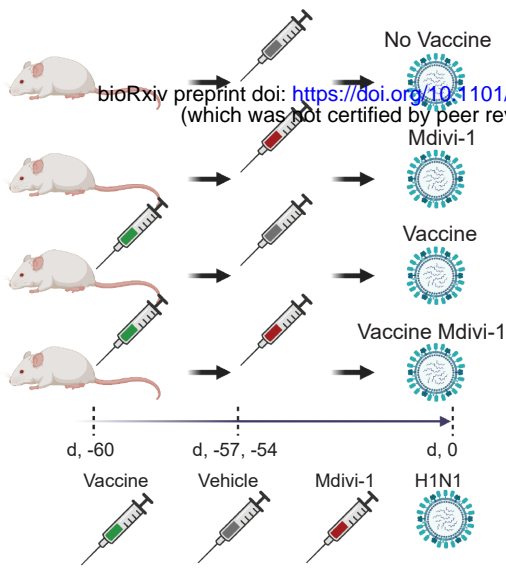 No Vaccine
bioRxiv preprint doi: https://doi.org/10.1101/
(which was not certified by peer rev
Mdivi-1
Vaccine
Vaccine Mdivi-1
d, -60
d, -57, -54
d, 0
Vaccine
Vehicle
Mdivi-1
H1N1